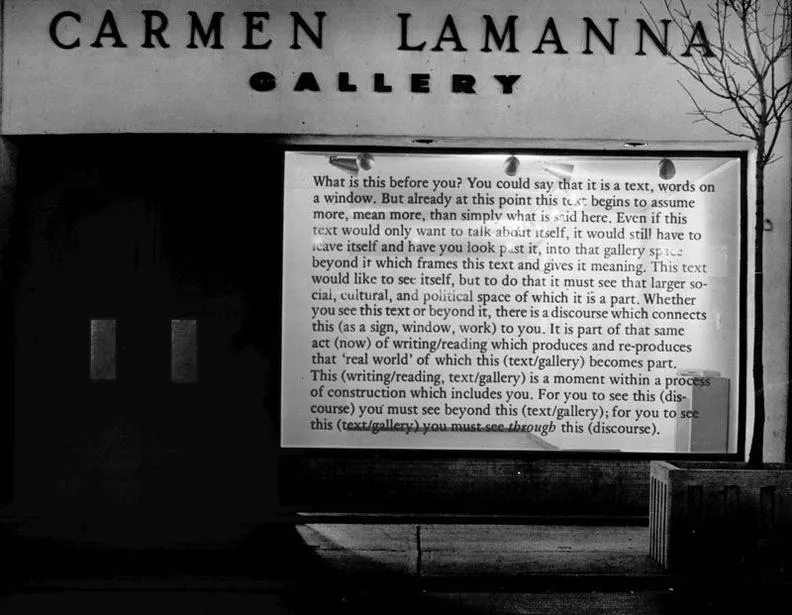 CARMEN LAMANNA
GALLERY
What is this before you? You could say that it is a text, words on
a window. But already at this point this text begins to assume
more, mean more, than simply what is said here. Even if this
text would only want to talk about itself, it would still have to
leave itself and have you look past it, into that gallery space
beyond it which frames this text and gives it meaning. This text
would like to see itself, but to do that it must see that larger so-
cial, cultural, and political space of which it is a part. Whether
you see this text or beyond it, there is a discourse which connects
this (as a sign, window, work) to you. It is part of that same
act (now) of writing/reading which produces and re-produces
that ‘real world’ of which this (text/gallery) becomes part.
This (writing/reading, text/gallery) is a moment within a process
of construction which includes you. For you to see this (dis-
course) you must see beyond this (text/gallery); for you to see
this (text/gallery) you must see through this (discourse).